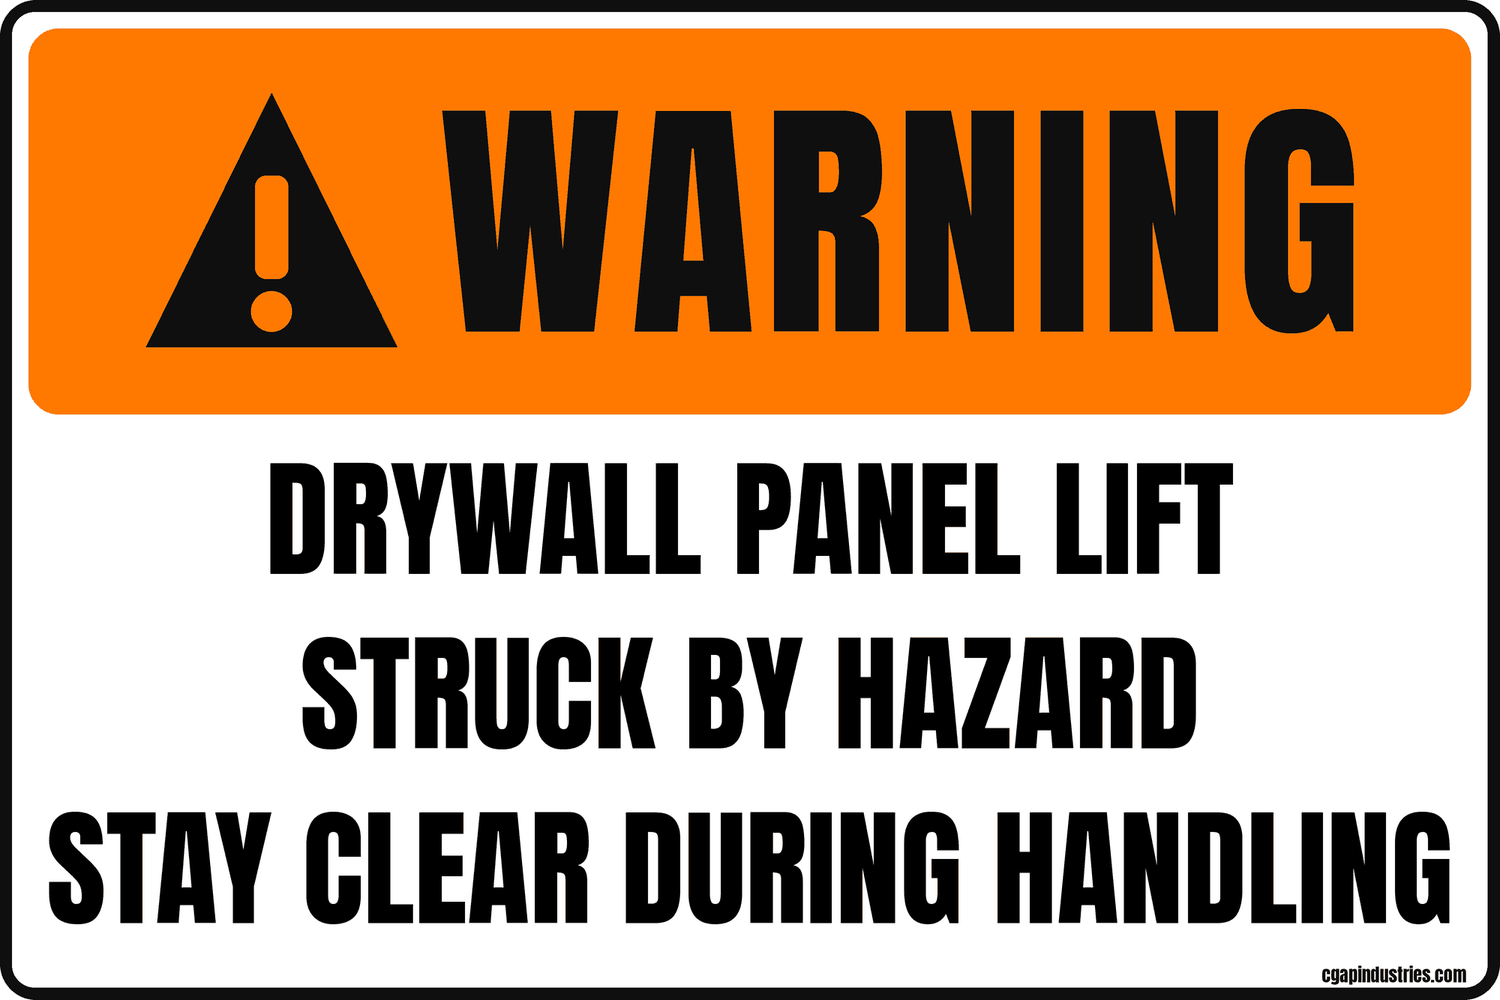 WARNING
DRYWALL PANEL LIFT
STRUCK BY HAZARD
STAY CLEAR DURING HANDLING
cgapindustries.com